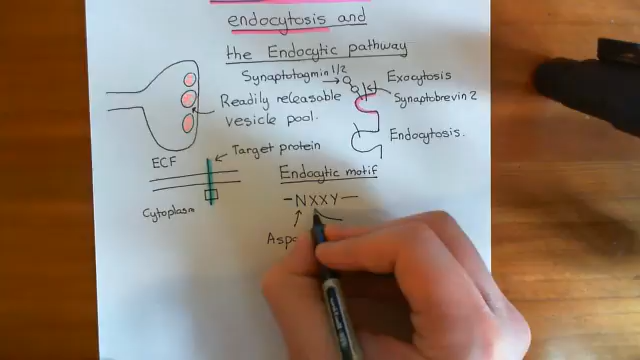 endocytosis and
the Endocytic pathway
Synaptotagmin 1/2
Exocytosis
Readily releasable
vesicle pool.
Synaptobrevin 2
Endocytosis.
ECF
Target protein
Endocytic motif
Cytoplasm
-NXXY-